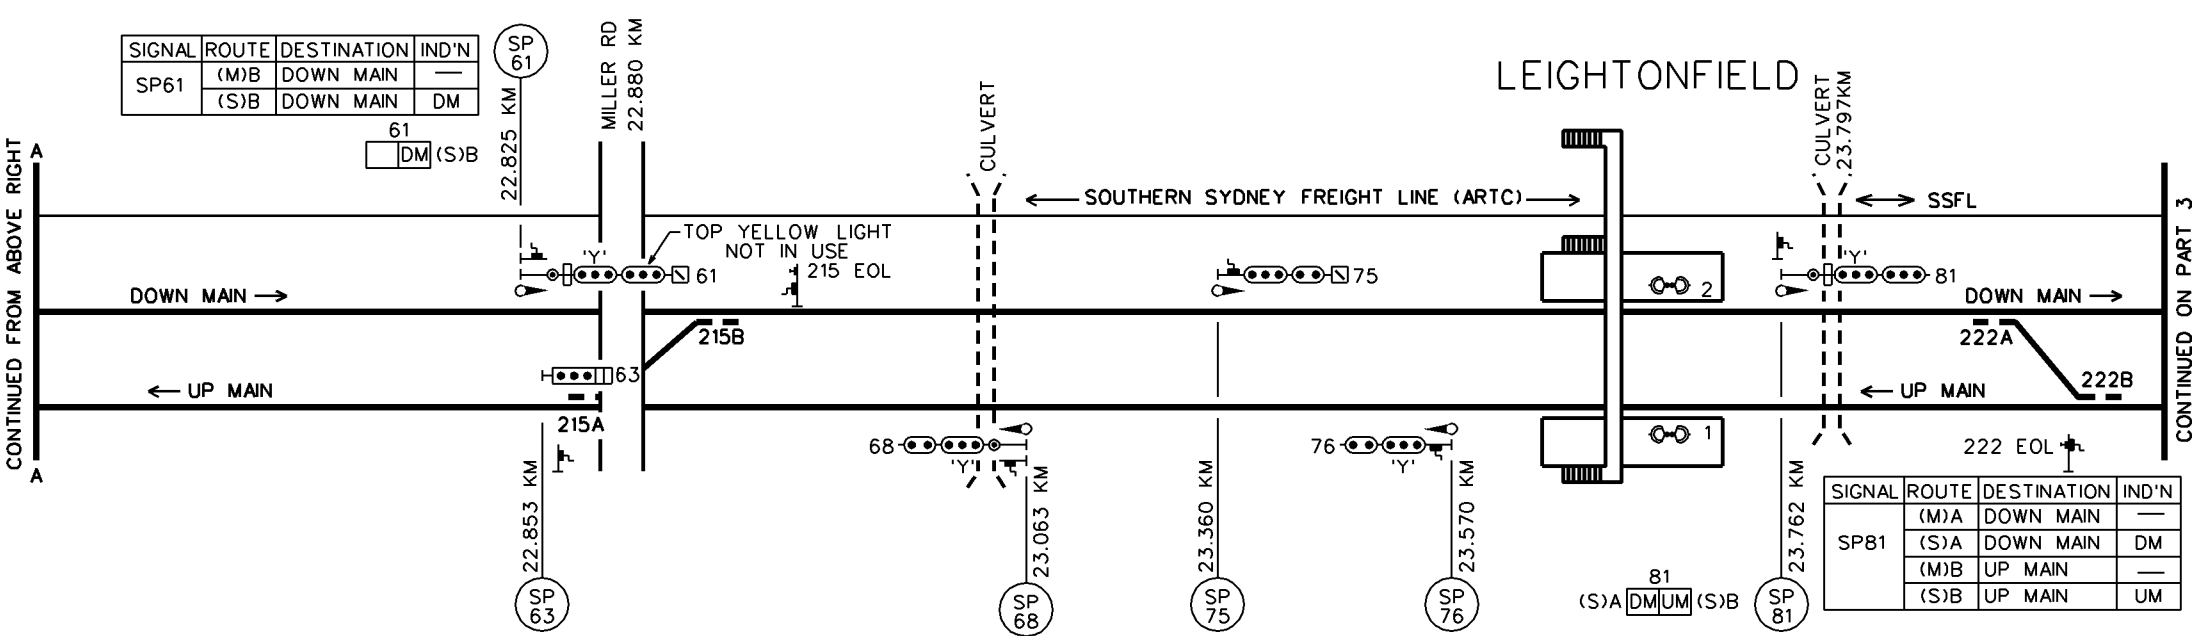 SIGNAL ROUTE DESTINATION IND'N
SP61 (M)B DOWN MAIN —
(S)B DOWN MAIN DM
61
DM (S)B
SP
61
22.825 KM
MILLER RD
22.880 KM
CULVERT
LEIGHTONFIELD
CULVERT
23.797KM
CONTINUED FROM ABOVE RIGHT
A
A
SOUTHERN SYDNEY FREIGHT LINE (ARTC)
SSFL
TOP YELLOW LIGHT
NOT IN USE
'Y'
61
215 EOL
75
2
'Y'
81
DOWN MAIN
DOWN MAIN
215B
222A
63
UP MAIN
UP MAIN
222B
215A
68
'Y'
76
'Y'
1
222 EOL
CONTINUED ON PART 3
22.853 KM
SP
63
23.063 KM
SP
68
23.360 KM
SP
75
23.570 KM
SP
76
81
(S)A DM UM (S)B
23.762 KM
SP
81
SIGNAL ROUTE DESTINATION IND'N
SP81 (M)A DOWN MAIN —
(S)A DOWN MAIN DM
(M)B UP MAIN —
(S)B UP MAIN UM